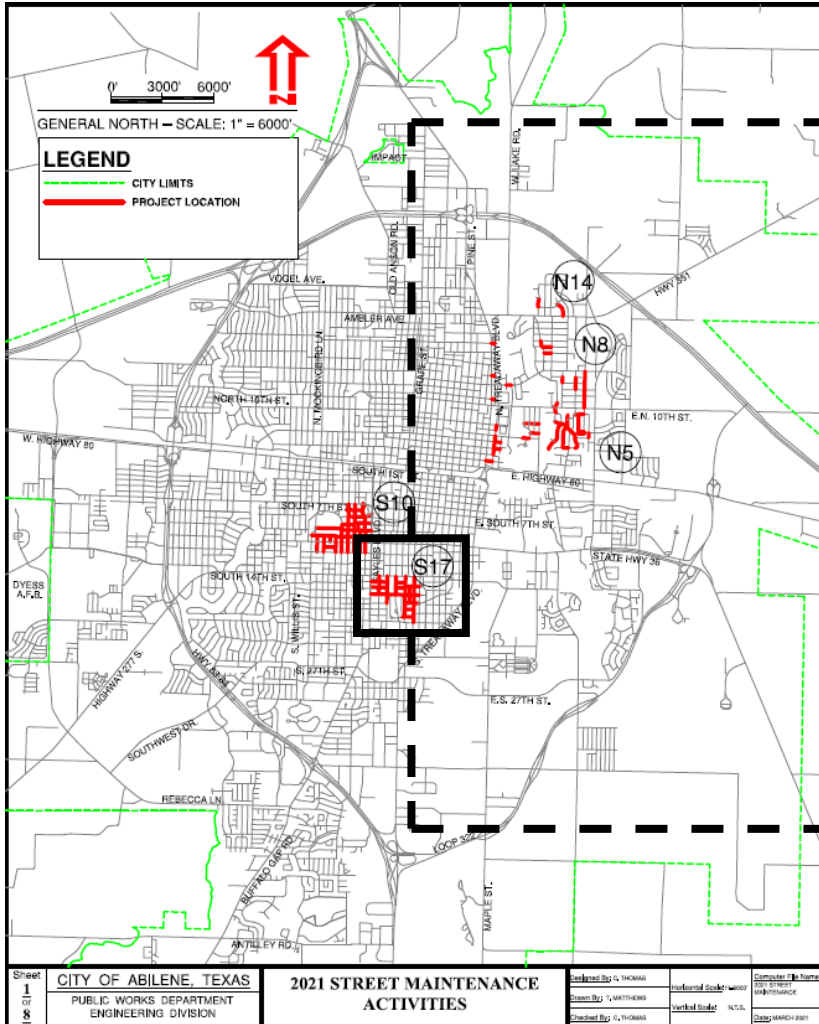 0' 3000' 6000'
N
GENERAL NORTH – SCALE: 1" = 6000'
LEGEND
CITY LIMITS
PROJECT LOCATION
IMPACT
W. LAKE RD.
OLD ANSON RD.
PINE ST.
VOGEL AVE.
N14
HWY 351
AMBLER AVE.
N8
N. MOCKINGBIRD LN.
GRAPE ST.
N. TREADAWAY BLVD.
NORTH 10TH ST.
E.N. 10TH ST.
W. HIGHWAY 80
N5
SOUTH 1ST
E. HIGHWAY 80
S10
SOUTH 7TH ST.
E. SOUTH 7TH ST.
STATE HWY 36
S17
SOUTH 14TH ST.
DYESS
A.F.B.
S. WILLIS ST.
S. TREADAWAY BLVD.
HIGHWAY 277 S.
HWY 83-84
S. 27TH ST.
E.S. 27TH ST.
SOUTHWEST DR.
REBECCA LN.
LOOP 322
BUFFALO GAP RD.
MAPLE ST.
ANTILLEY RD.
Sheet
1
of
8
CITY OF ABILENE, TEXAS
PUBLIC WORKS DEPARTMENT
ENGINEERING DIVISION
2021 STREET MAINTENANCE
ACTIVITIES
Designed By: C. THOMAS
Drawn By: T. MATTHEWS
Checked By: C. THOMAS
Horizontal Scale:
Vertical Scale: N.T.S.
Computer File Name
2021 STREET
MAINTENANCE
Date: MARCH 2021